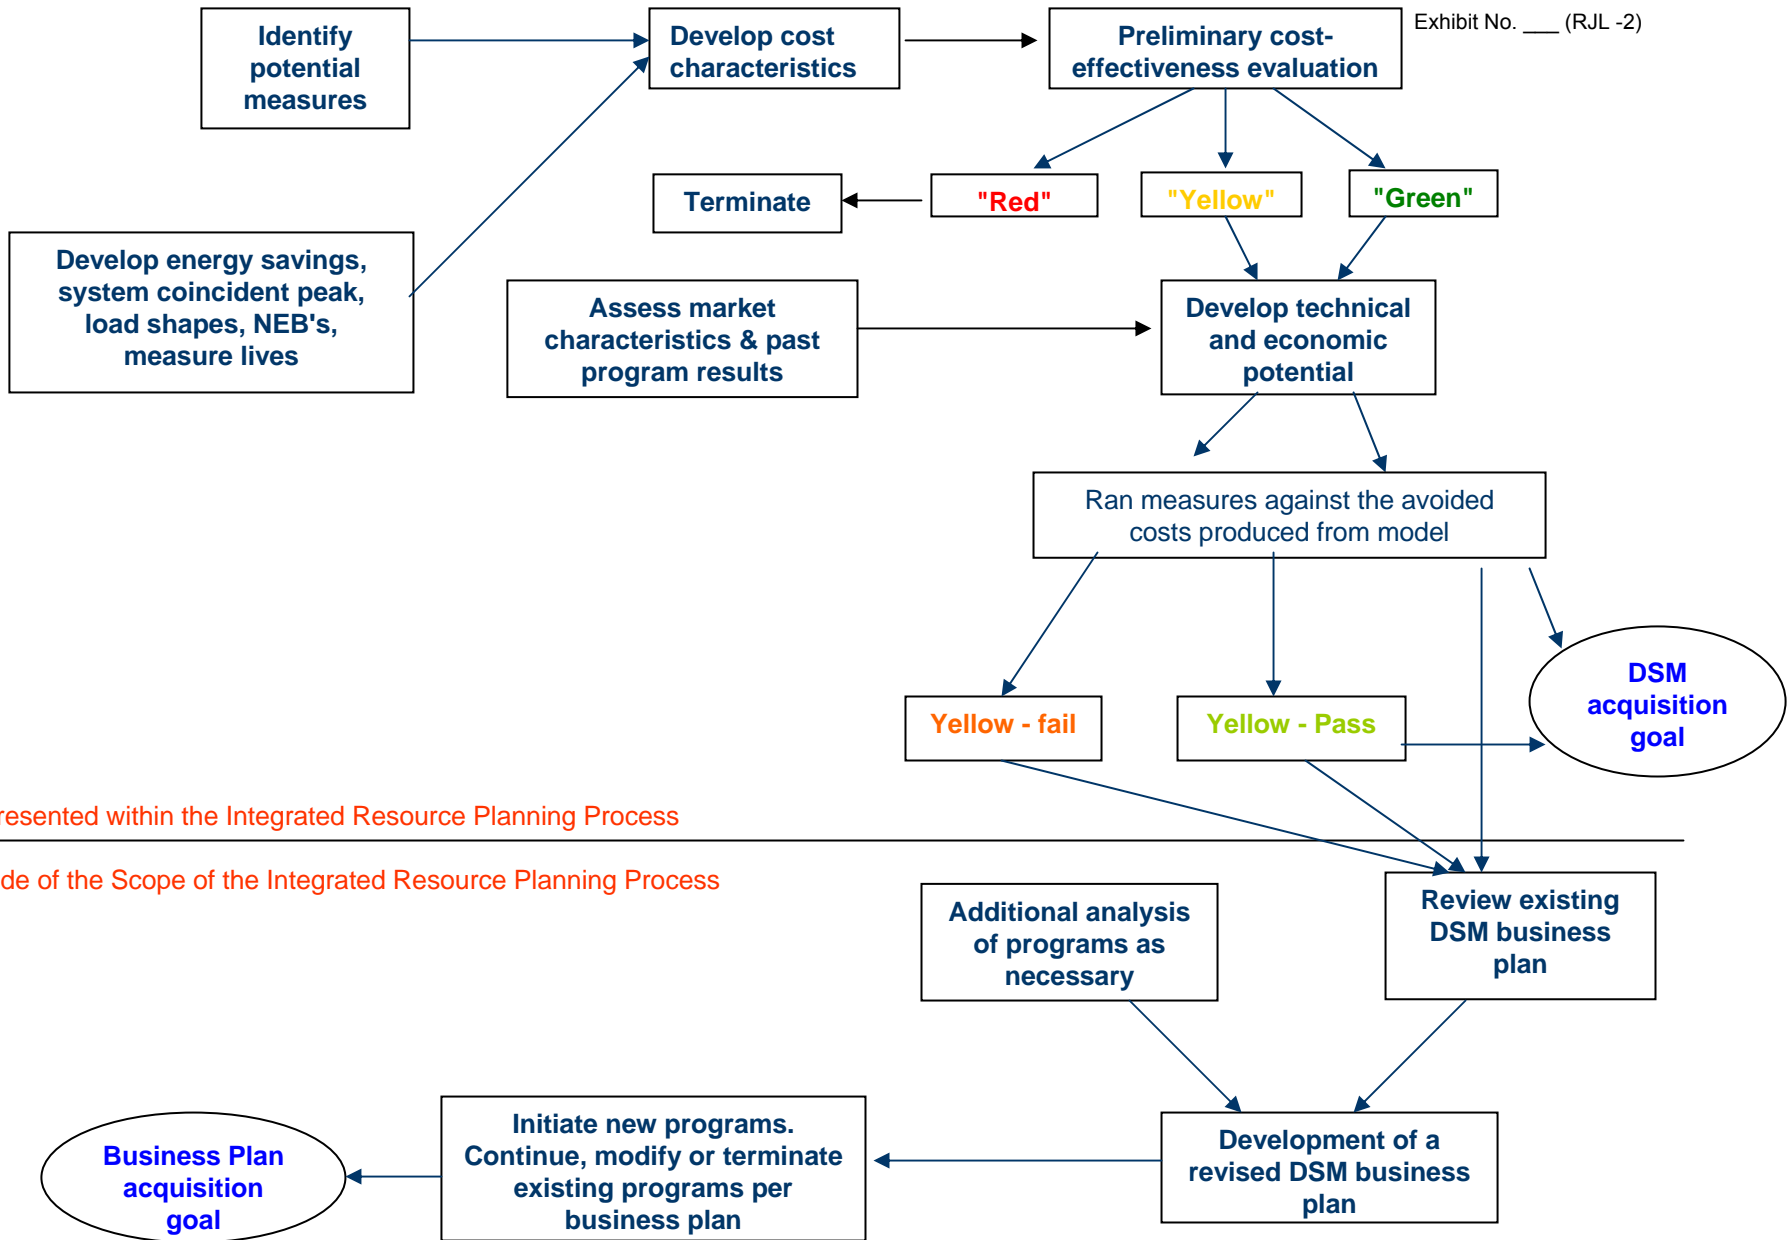 Exhibit No. ___ (RJL -2)
Identify
potential
measures
Develop cost
characteristics
Preliminary cost-
effectiveness evaluation
Terminate
"Red"
"Yellow"
"Green"
Develop energy savings,
system coincident peak,
load shapes, NEB's,
measure lives
Assess market
characteristics & past
program results
Develop technical
and economic
potential
Ran measures against the avoided
costs produced from model
Yellow - fail
Yellow - Pass
DSM
acquisition
goal
resented within the Integrated Resource Planning Process
de of the Scope of the Integrated Resource Planning Process
Additional analysis
of programs as
necessary
Review existing
DSM business
plan
Business Plan
acquisition
goal
Initiate new programs.
Continue, modify or terminate
existing programs per
business plan
Development of a
revised DSM business
plan